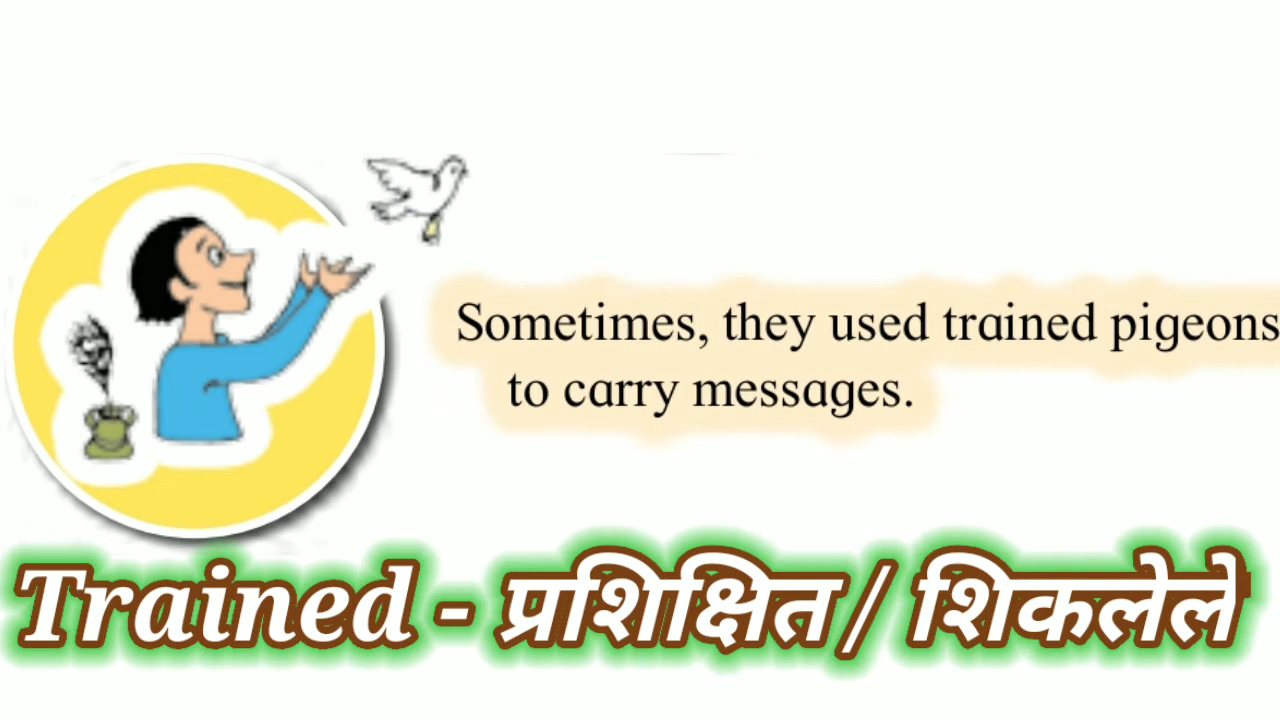 Sometimes, they used trained pigeons
to carry messages.
Trained - प्रशिक्षित / शिकलेले